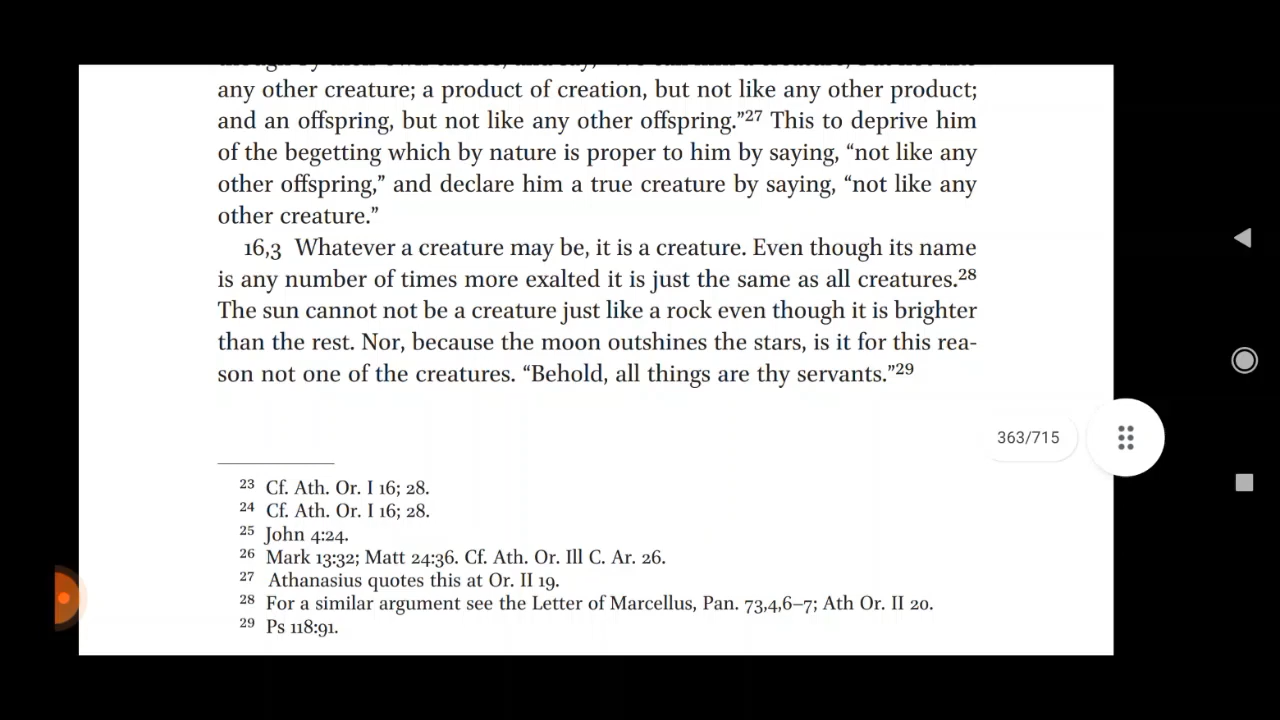 any other creature; a product of creation, but not like any other product;
and an offspring, but not like any other offspring.”27 This to deprive him
of the begetting which by nature is proper to him by saying, “not like any
other offspring,” and declare him a true creature by saying, “not like any
other creature.”
16,3 Whatever a creature may be, it is a creature. Even though its name
is any number of times more exalted it is just the same as all creatures.28
The sun cannot not be a creature just like a rock even though it is brighter
than the rest. Nor, because the moon outshines the stars, is it for this rea-
son not one of the creatures. “Behold, all things are thy servants.”29
363/715
23 Cf. Ath. Or. I 16; 28.
24 Cf. Ath. Or. I 16; 28.
25 John 4:24.
26 Mark 13:32; Matt 24:36. Cf. Ath. Or. Ill C. Ar. 26.
27 Athanasius quotes this at Or. II 19.
28 For a similar argument see the Letter of Marcellus, Pan. 73,4,6–7; Ath Or. II 20.
29 Ps 118:91.